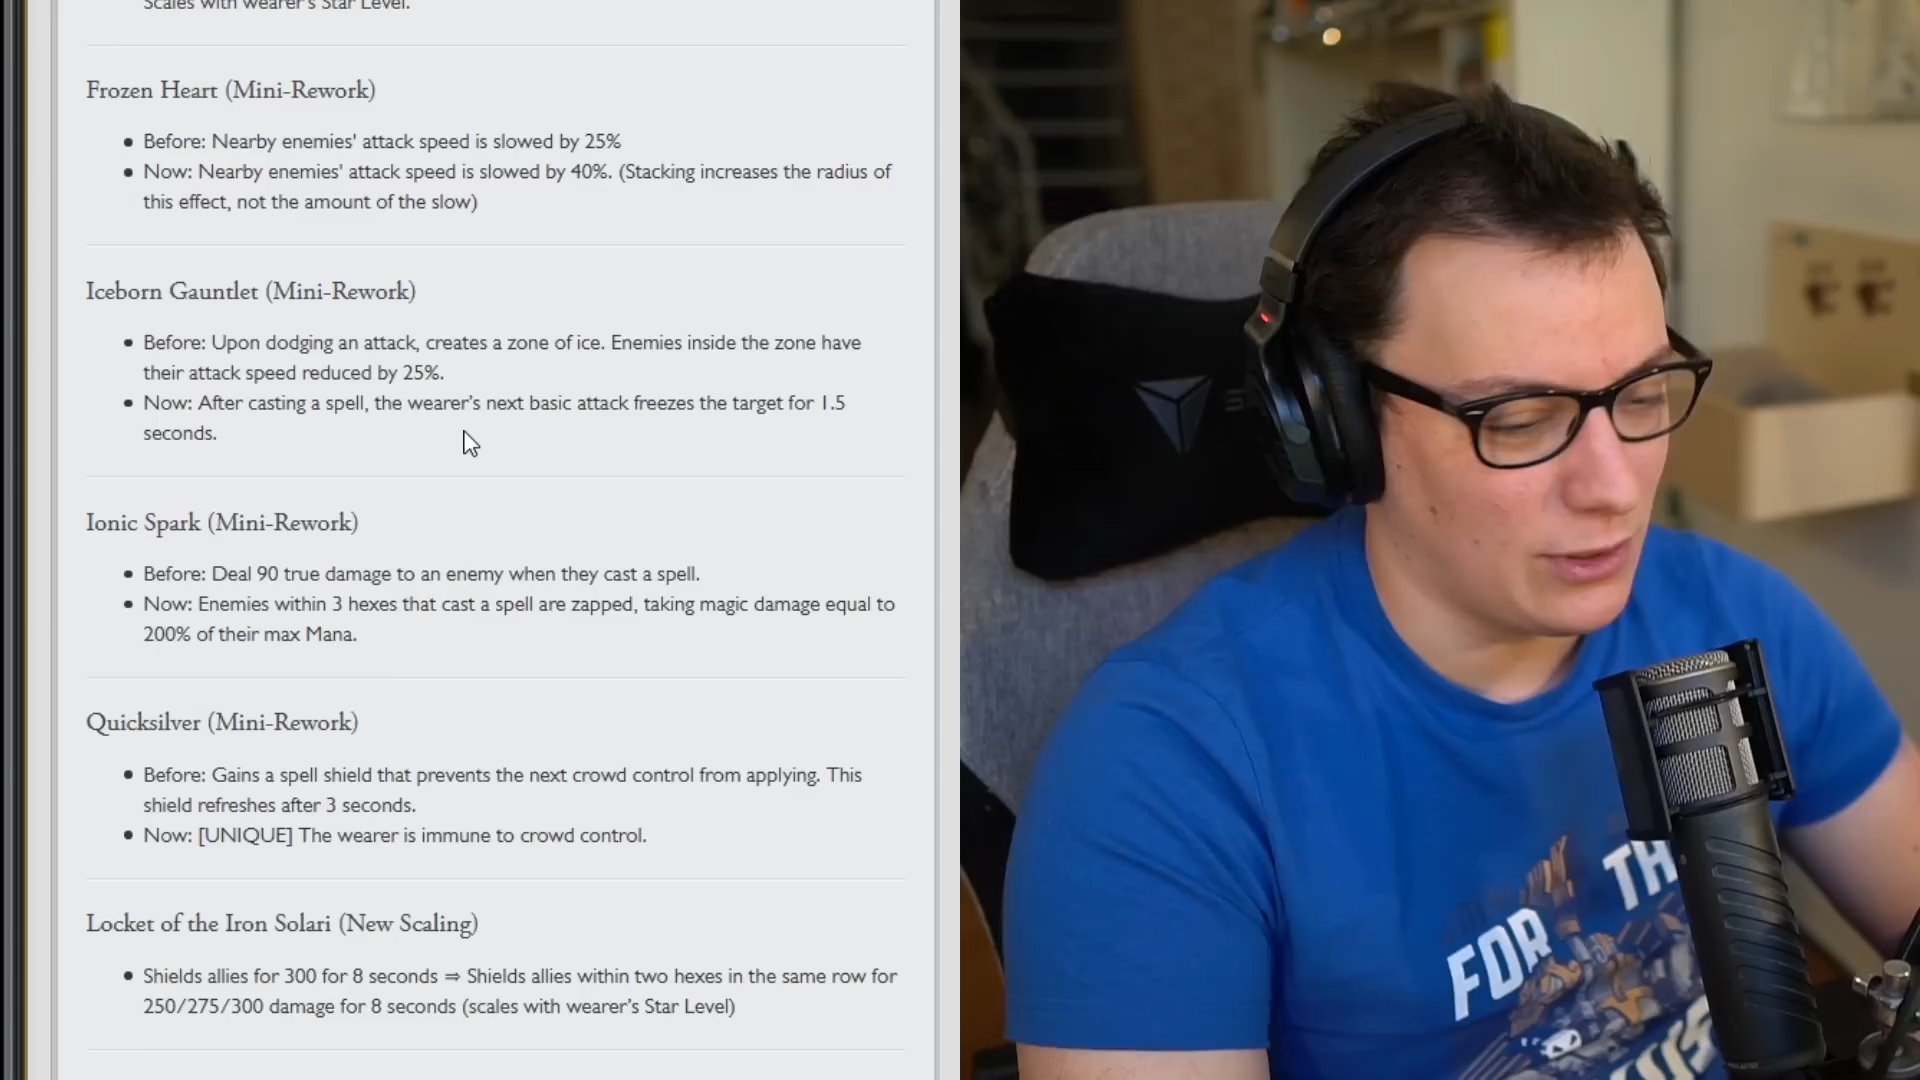 Scales with wearer's Star Level.
Frozen Heart (Mini-Rework)
Before: Nearby enemies' attack speed is slowed by 25%
Now: Nearby enemies' attack speed is slowed by 40%. (Stacking increases the radius of
this effect, not the amount of the slow)
Iceborn Gauntlet (Mini-Rework)
Before: Upon dodging an attack, creates a zone of ice. Enemies inside the zone have
their attack speed reduced by 25%.
Now: After casting a spell, the wearer's next basic attack freezes the target for 1.5
seconds.
Ionic Spark (Mini-Rework)
Before: Deal 90 true damage to an enemy when they cast a spell.
Now: Enemies within 3 hexes that cast a spell are zapped, taking magic damage equal to
200% of their max Mana.
Quicksilver (Mini-Rework)
Before: Gains a spell shield that prevents the next crowd control from applying. This
shield refreshes after 3 seconds.
Now: [UNIQUE] The wearer is immune to crowd control.
Locket of the Iron Solari (New Scaling)
Shields allies for 300 for 8 seconds ⇒ Shields allies within two hexes in the same row for
250/275/300 damage for 8 seconds (scales with wearer's Star Level)
FOR